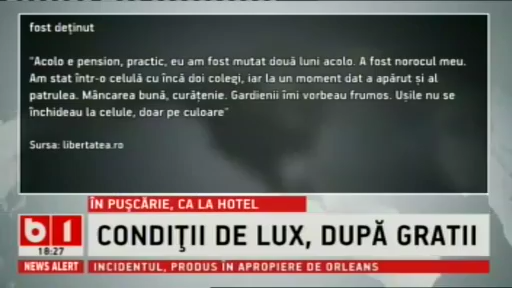 fost deținut
"Acolo e pension, practic, eu am fost mutat două luni acolo. A fost norocul meu.
Am stat într-o celulă cu încă doi colegi, iar la un moment dat a apărut și al
patrulea. Mâncarea bună, curățenie. Gardienii îmi vorbeau frumos. Ușile nu se
închideau la celule, doar pe culoare"
Sursa: libertatea.ro
ÎN PUŞCĂRIE, CA LA HOTEL
b1
18:27
CONDIŢII DE LUX, DUPĂ GRATII
NEWS ALERT
INCIDENTUL, PRODUS ÎN APROPIERE DE ORLEANS